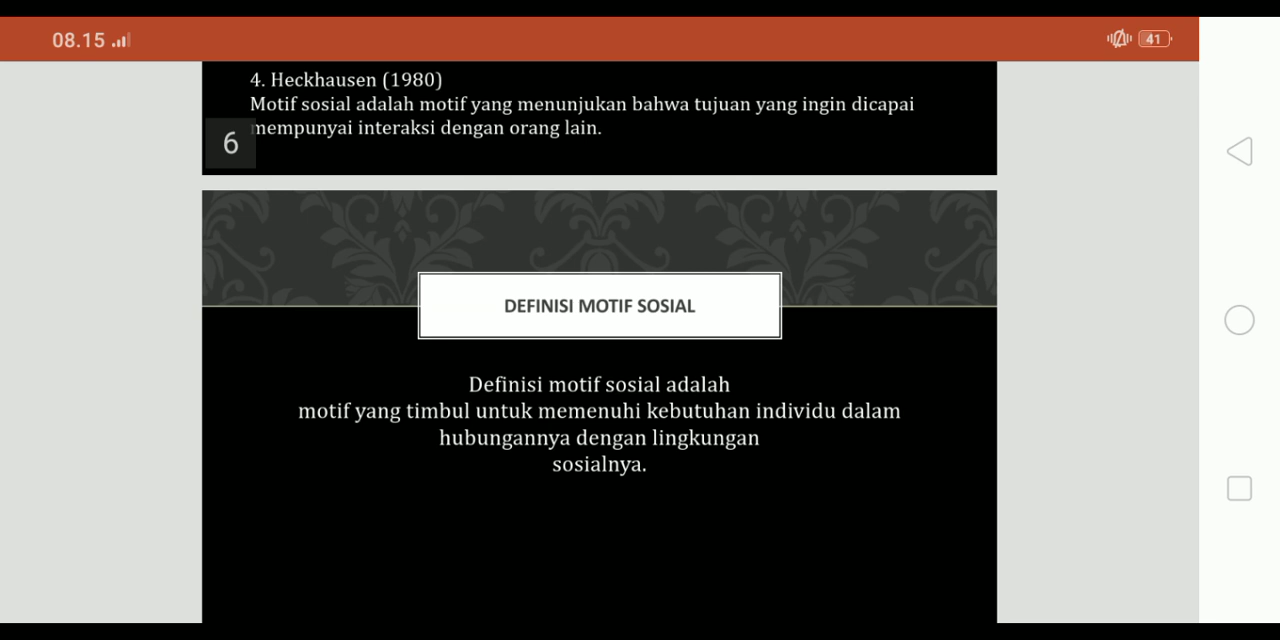 08.15
41
4. Heckhausen (1980)
Motif sosial adalah motif yang menunjukan bahwa tujuan yang ingin dicapai
mempunyai interaksi dengan orang lain.
6
DEFINISI MOTIF SOSIAL
Definisi motif sosial adalah
motif yang timbul untuk memenuhi kebutuhan individu dalam
hubungannya dengan lingkungan
sosialnya.